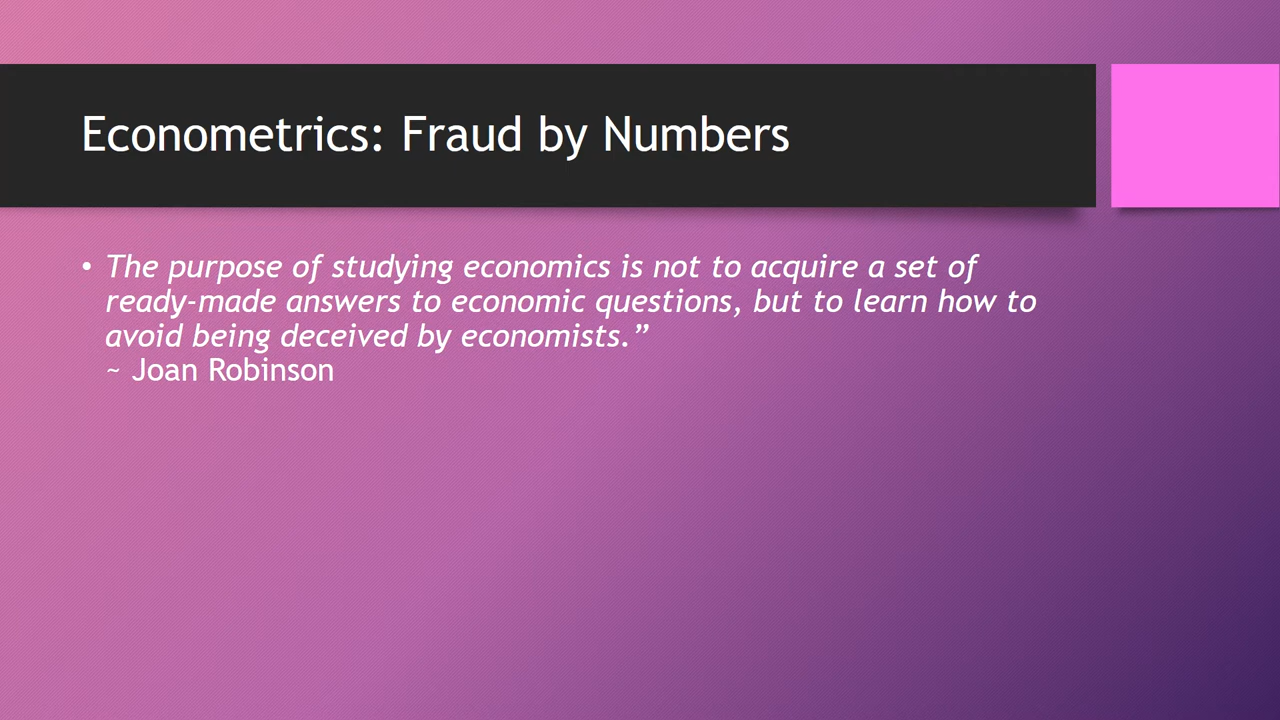 Econometrics: Fraud by Numbers
• The purpose of studying economics is not to acquire a set of
ready-made answers to economic questions, but to learn how to
avoid being deceived by economists.”
~ Joan Robinson